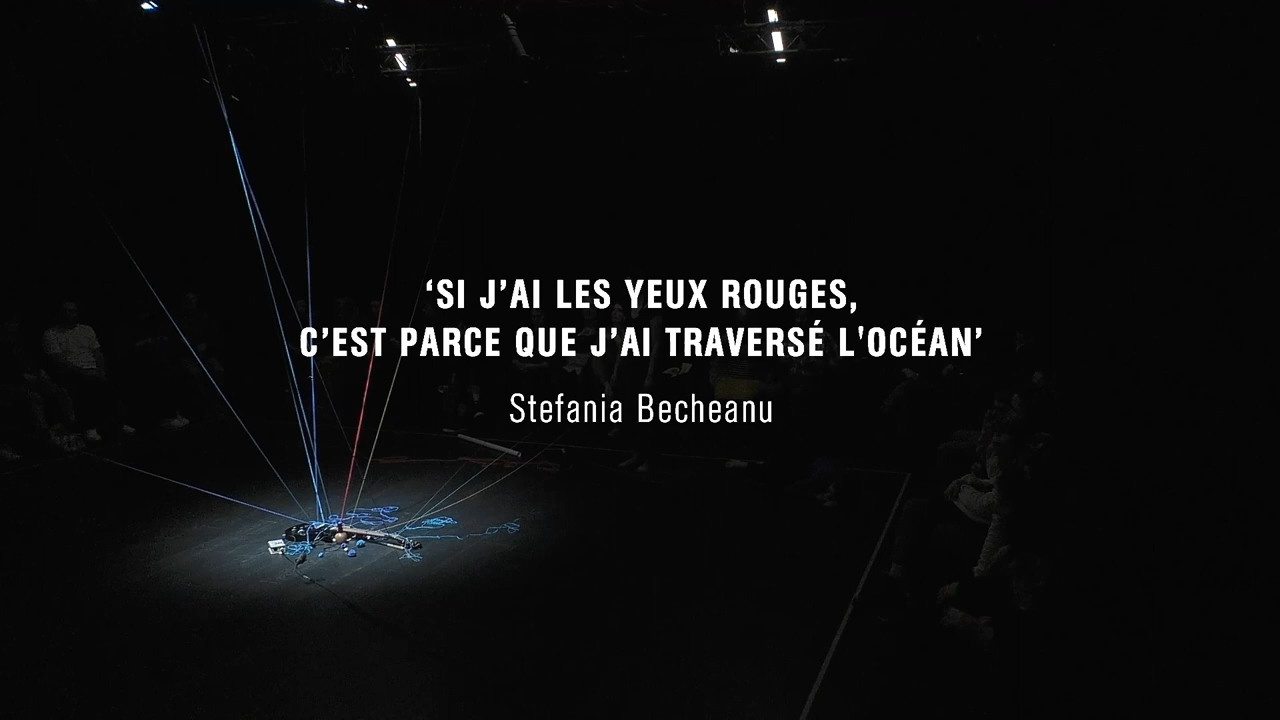 ‘SI J’AI LES YEUX ROUGES,
C’EST PARCE QUE J’AI TRAVERSÉ L'OCÉAN’
Stefania Becheanu